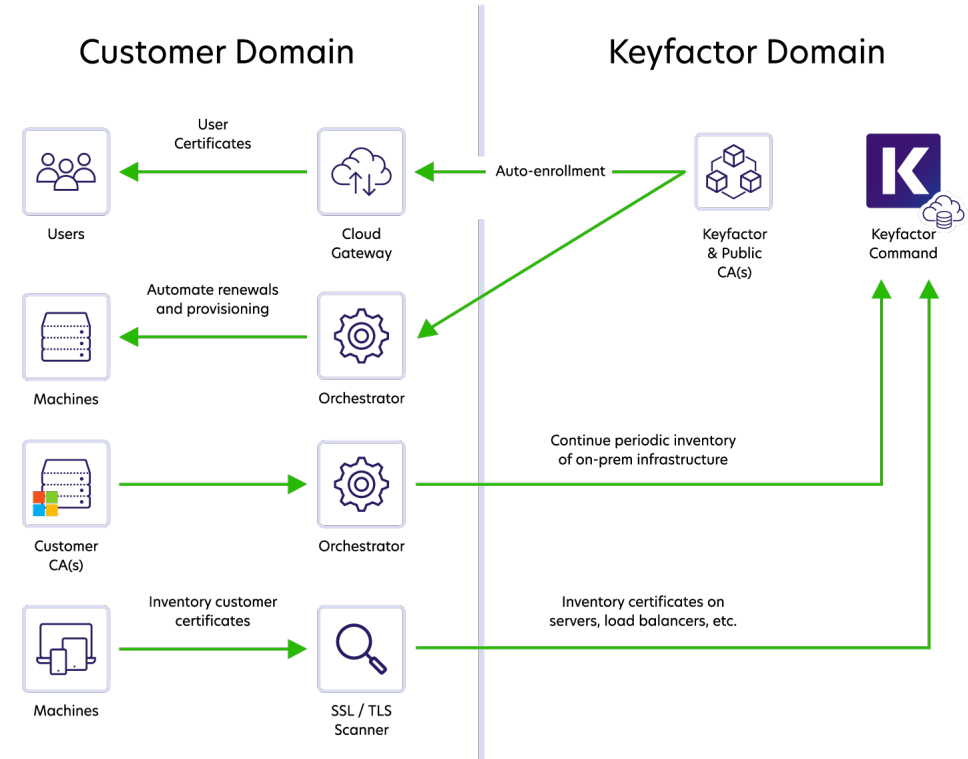 Customer Domain
Keyfactor Domain
User
Certificates
Auto-enrollment
Users
Cloud
Gateway
Keyfactor
& Public
CA(s)
K
Keyfactor
Command
Automate renewals
and provisioning
Machines
Orchestrator
Continue periodic inventory
of on-prem infrastructure
Customer
CA(s)
Orchestrator
Inventory customer
certificates
Inventory certificates on
servers, load balancers, etc.
Machines
SSL / TLS
Scanner